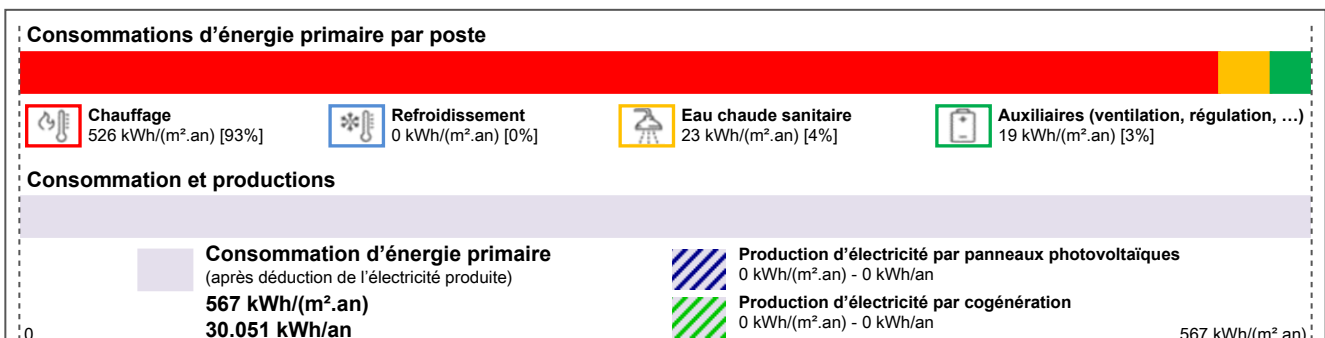 Consommations d'énergie primaire par poste
Chauffage
526 kWh/(m².an) [93%]
Refroidissement
0 kWh/(m².an) [0%]
Eau chaude sanitaire
23 kWh/(m².an) [4%]
Auxiliaires (ventilation, régulation, …)
19 kWh/(m².an) [3%]
Consommation et productions
Consommation d'énergie primaire
(après déduction de l'électricité produite)
567 kWh/(m².an)
30.051 kWh/an
Production d'électricité par panneaux photovoltaïques
0 kWh/(m².an) - 0 kWh/an
Production d'électricité par cogénération
0 kWh/(m².an) - 0 kWh/an
0
567 kWh/(m².an)